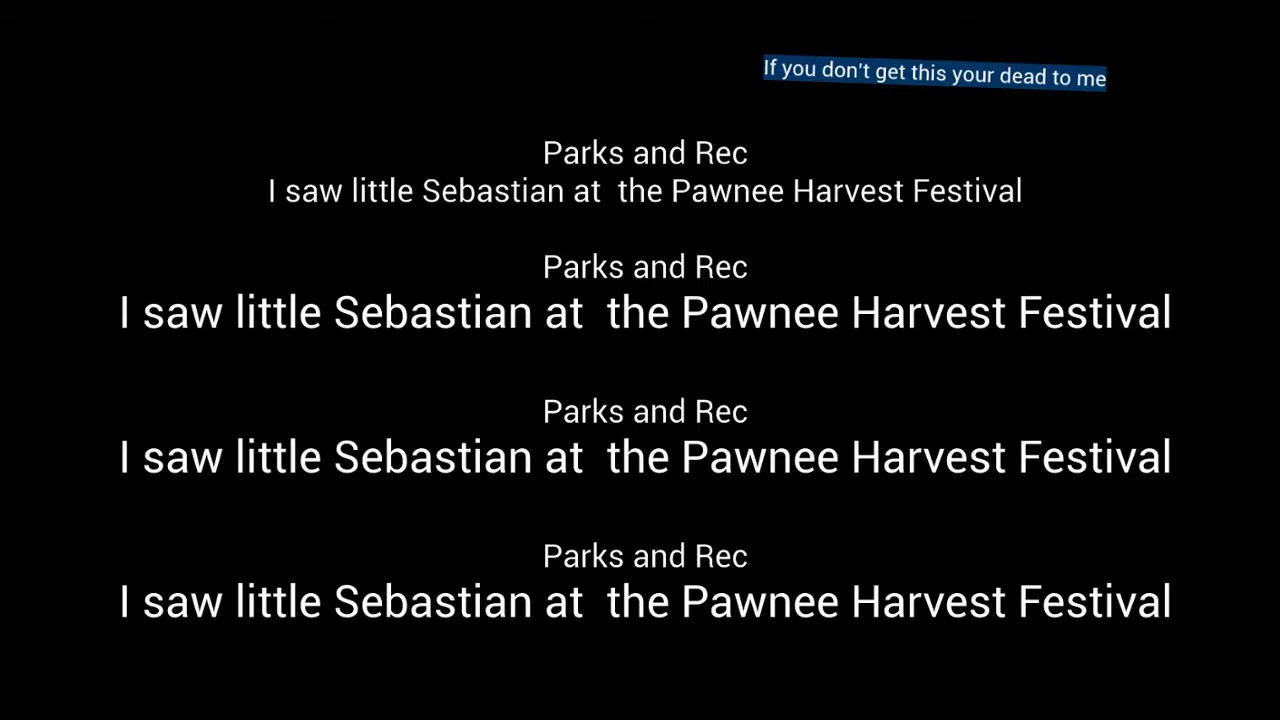 If you don't get this your dead to me
Parks and Rec
I saw little Sebastian at  the Pawnee Harvest Festival
Parks and Rec
I saw little Sebastian at  the Pawnee Harvest Festival
Parks and Rec
I saw little Sebastian at  the Pawnee Harvest Festival
Parks and Rec
I saw little Sebastian at  the Pawnee Harvest Festival